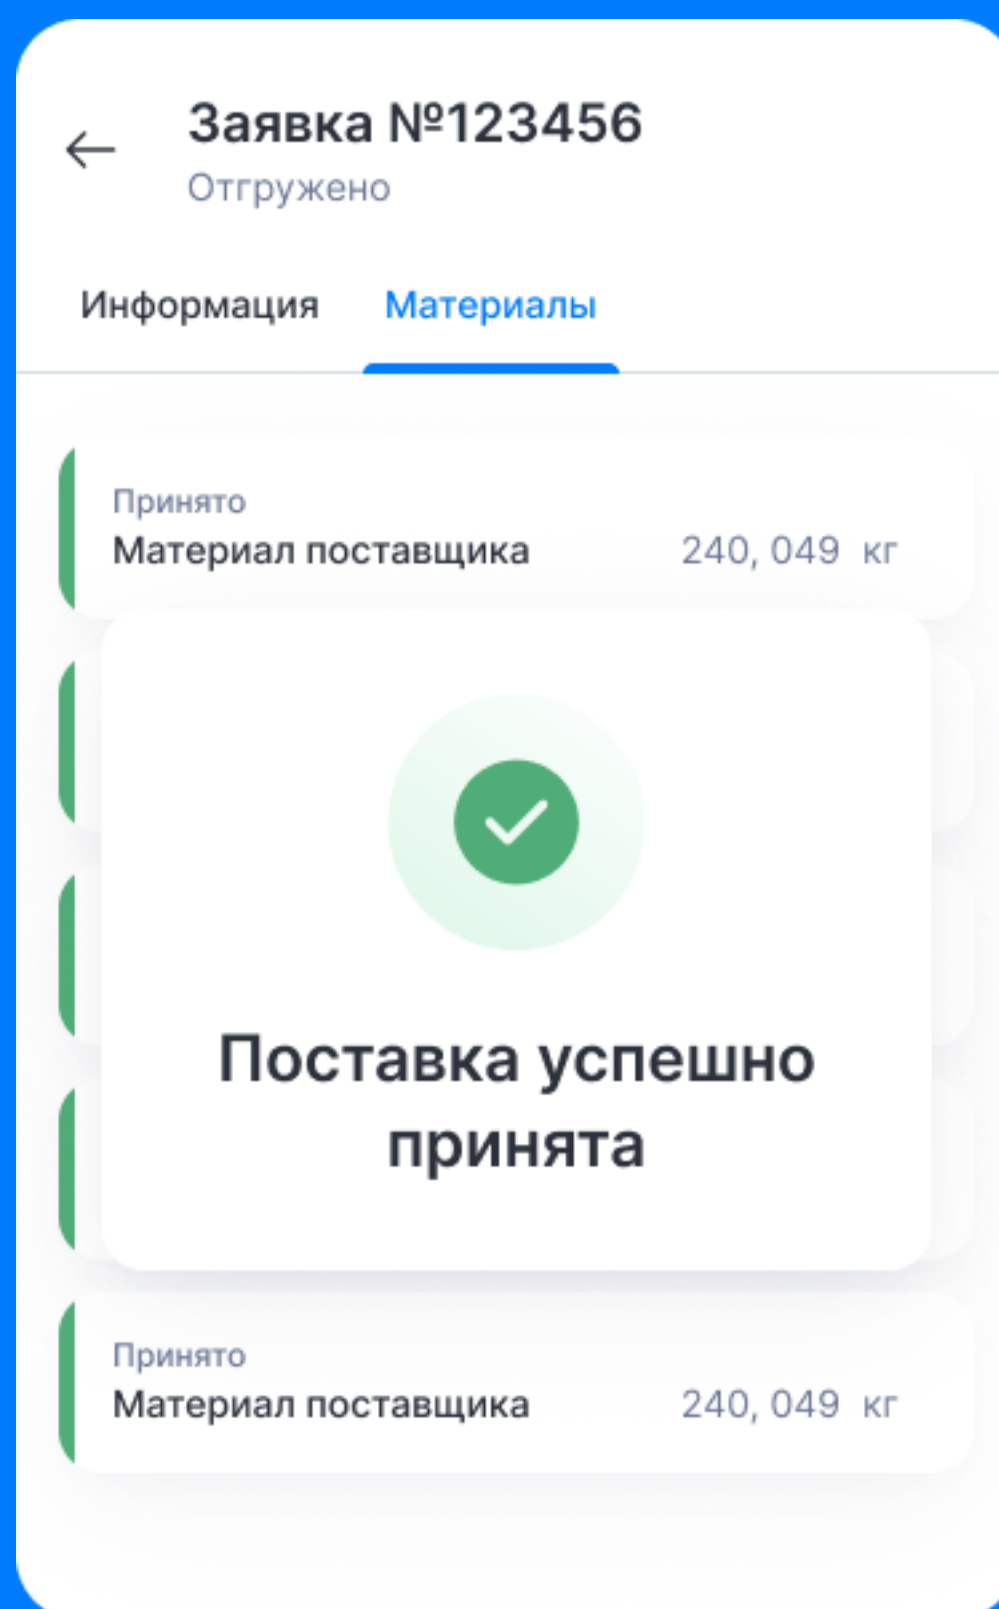 Заявка №123456
Отгружено
Информация Материалы
Принято
Материал поставщика 240, 049 кг
Поставка успешно
принята
Принято
Материал поставщика 240, 049 кг